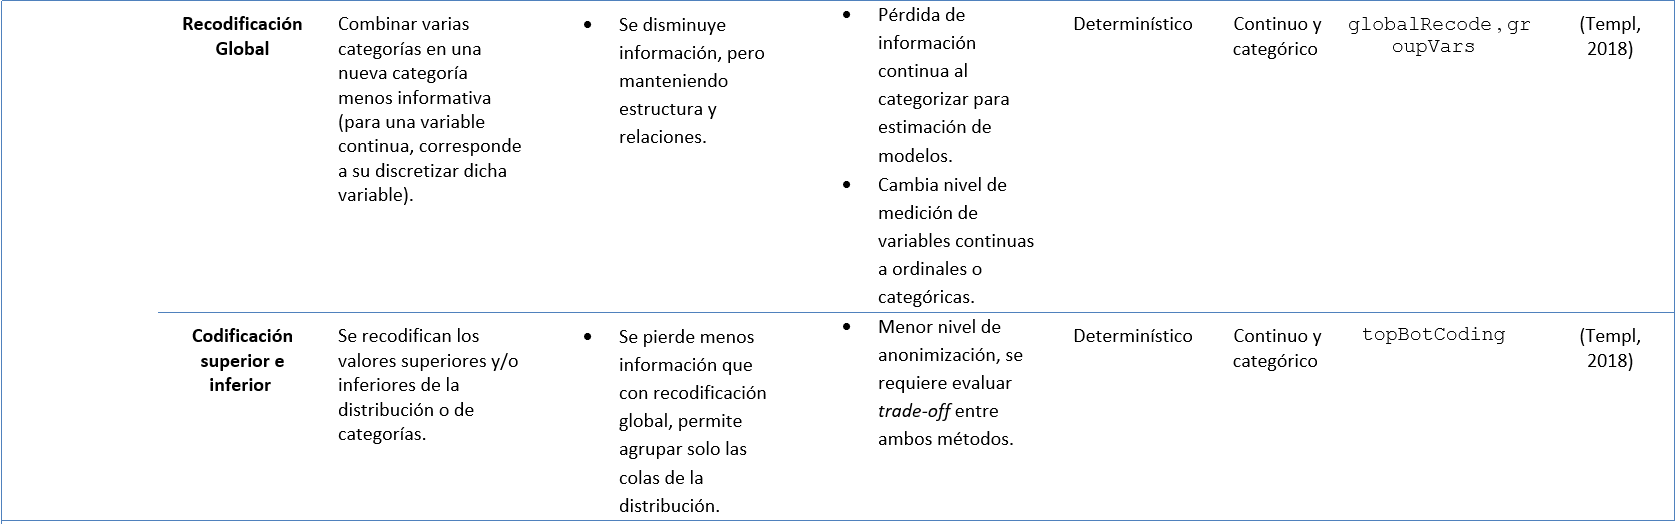 Recodificación
Global
Combinar varias
categorías en una
nueva categoría
menos informativa
(para una variable
continua, corresponde
a su discretizar dicha
variable).
• Se disminuye
información, pero
manteniendo
estructura y
relaciones.
• Pérdida de
información
continua al
categorizar para
estimación de
modelos.
• Cambia nivel de
medición de
variables continuas
a ordinales o
categóricas.
Determinístico
Continuo y
categórico
globalRecode,gr
oupVars
(Templ,
2018)
Codificación
superior e
inferior
Se recodifican los
valores superiores y/o
inferiores de la
distribución o de
categorías.
• Se pierde menos
información que
con recodificación
global, permite
agrupar solo las
colas de la
distribución.
• Menor nivel de
anonimización, se
requiere evaluar
trade-off entre
ambos métodos.
Determinístico
Continuo y
categórico
topBotCoding
(Templ,
2018)